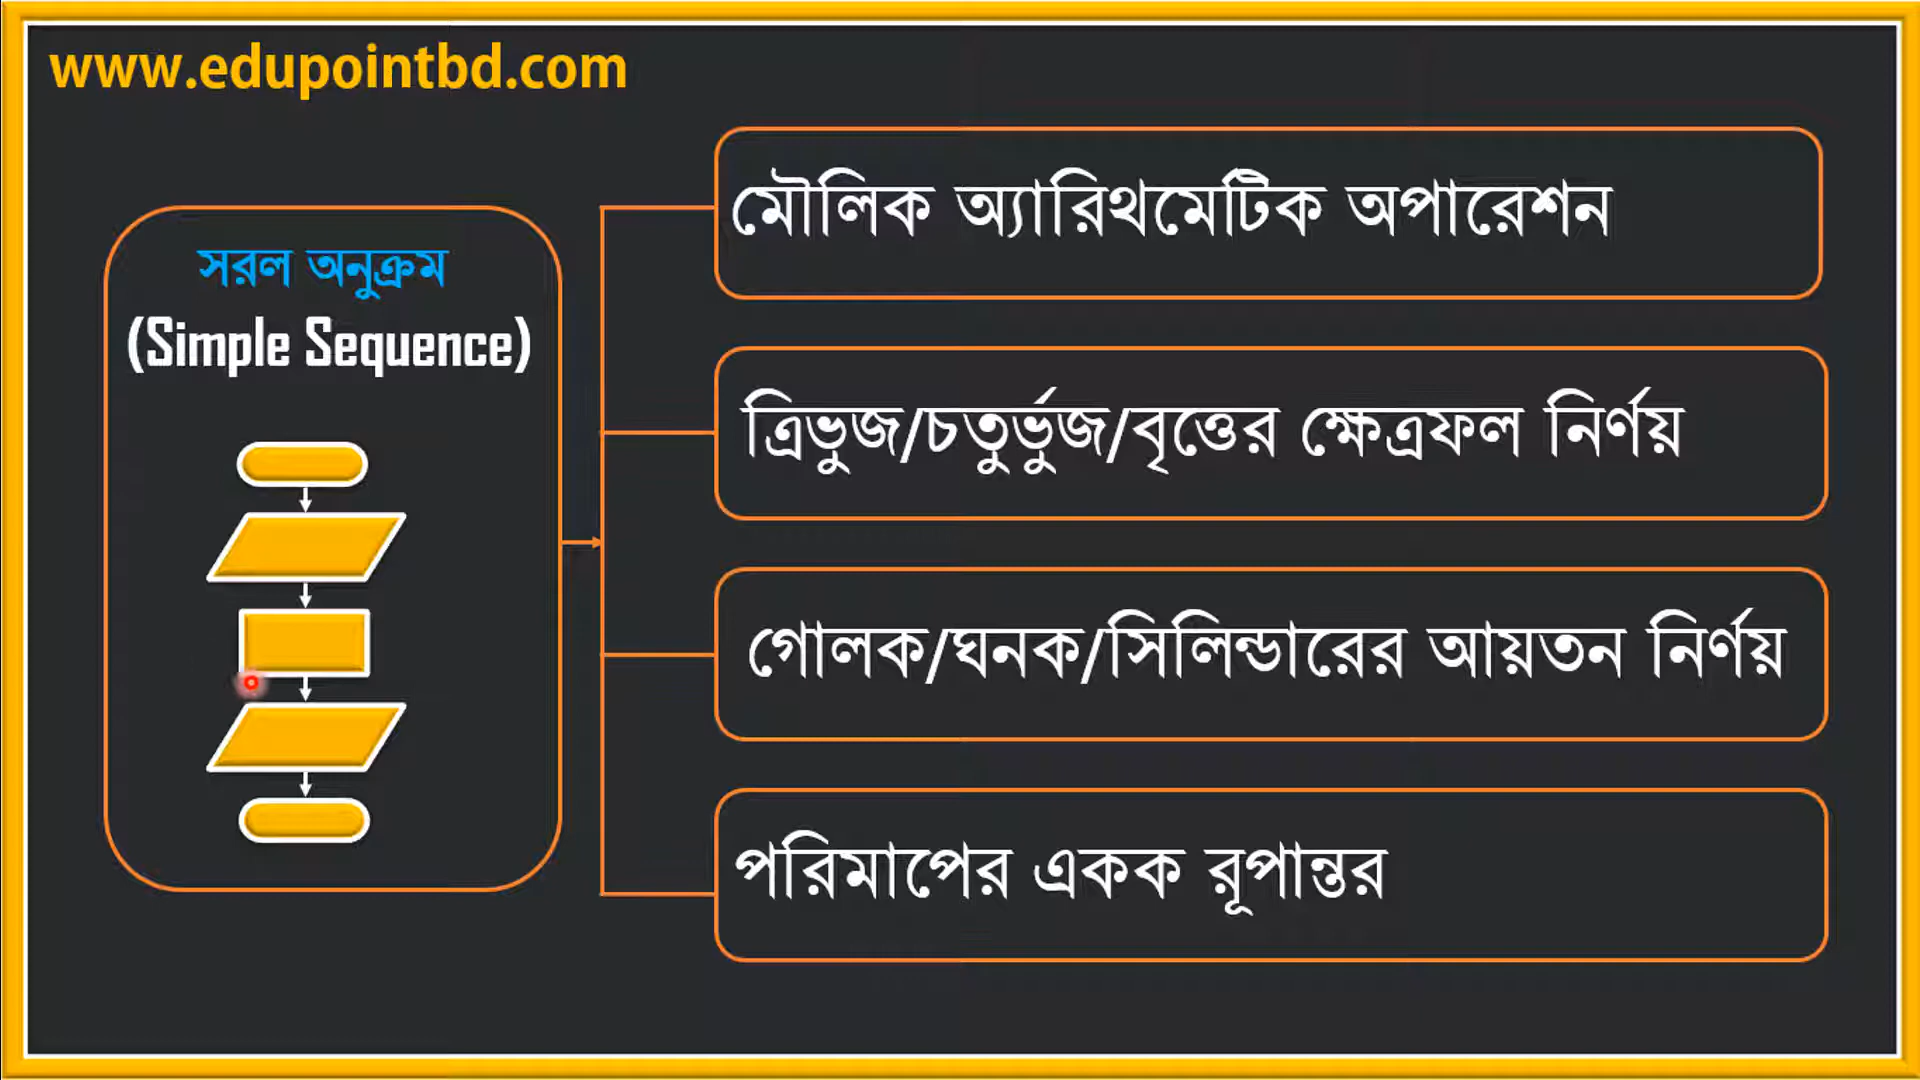 www.edupointbd.com
সরল অনুক্রম
(Simple Sequence)
মৌলিক অ্যারিথমেটিক অপারেশন
ত্রিভুজ/চতুর্ভুজ/বৃত্তের ক্ষেত্রফল নির্ণয়
গোলক/ঘনক/সিলিন্ডারের আয়তন নির্ণয়
পরিমাপের একক রূপান্তর